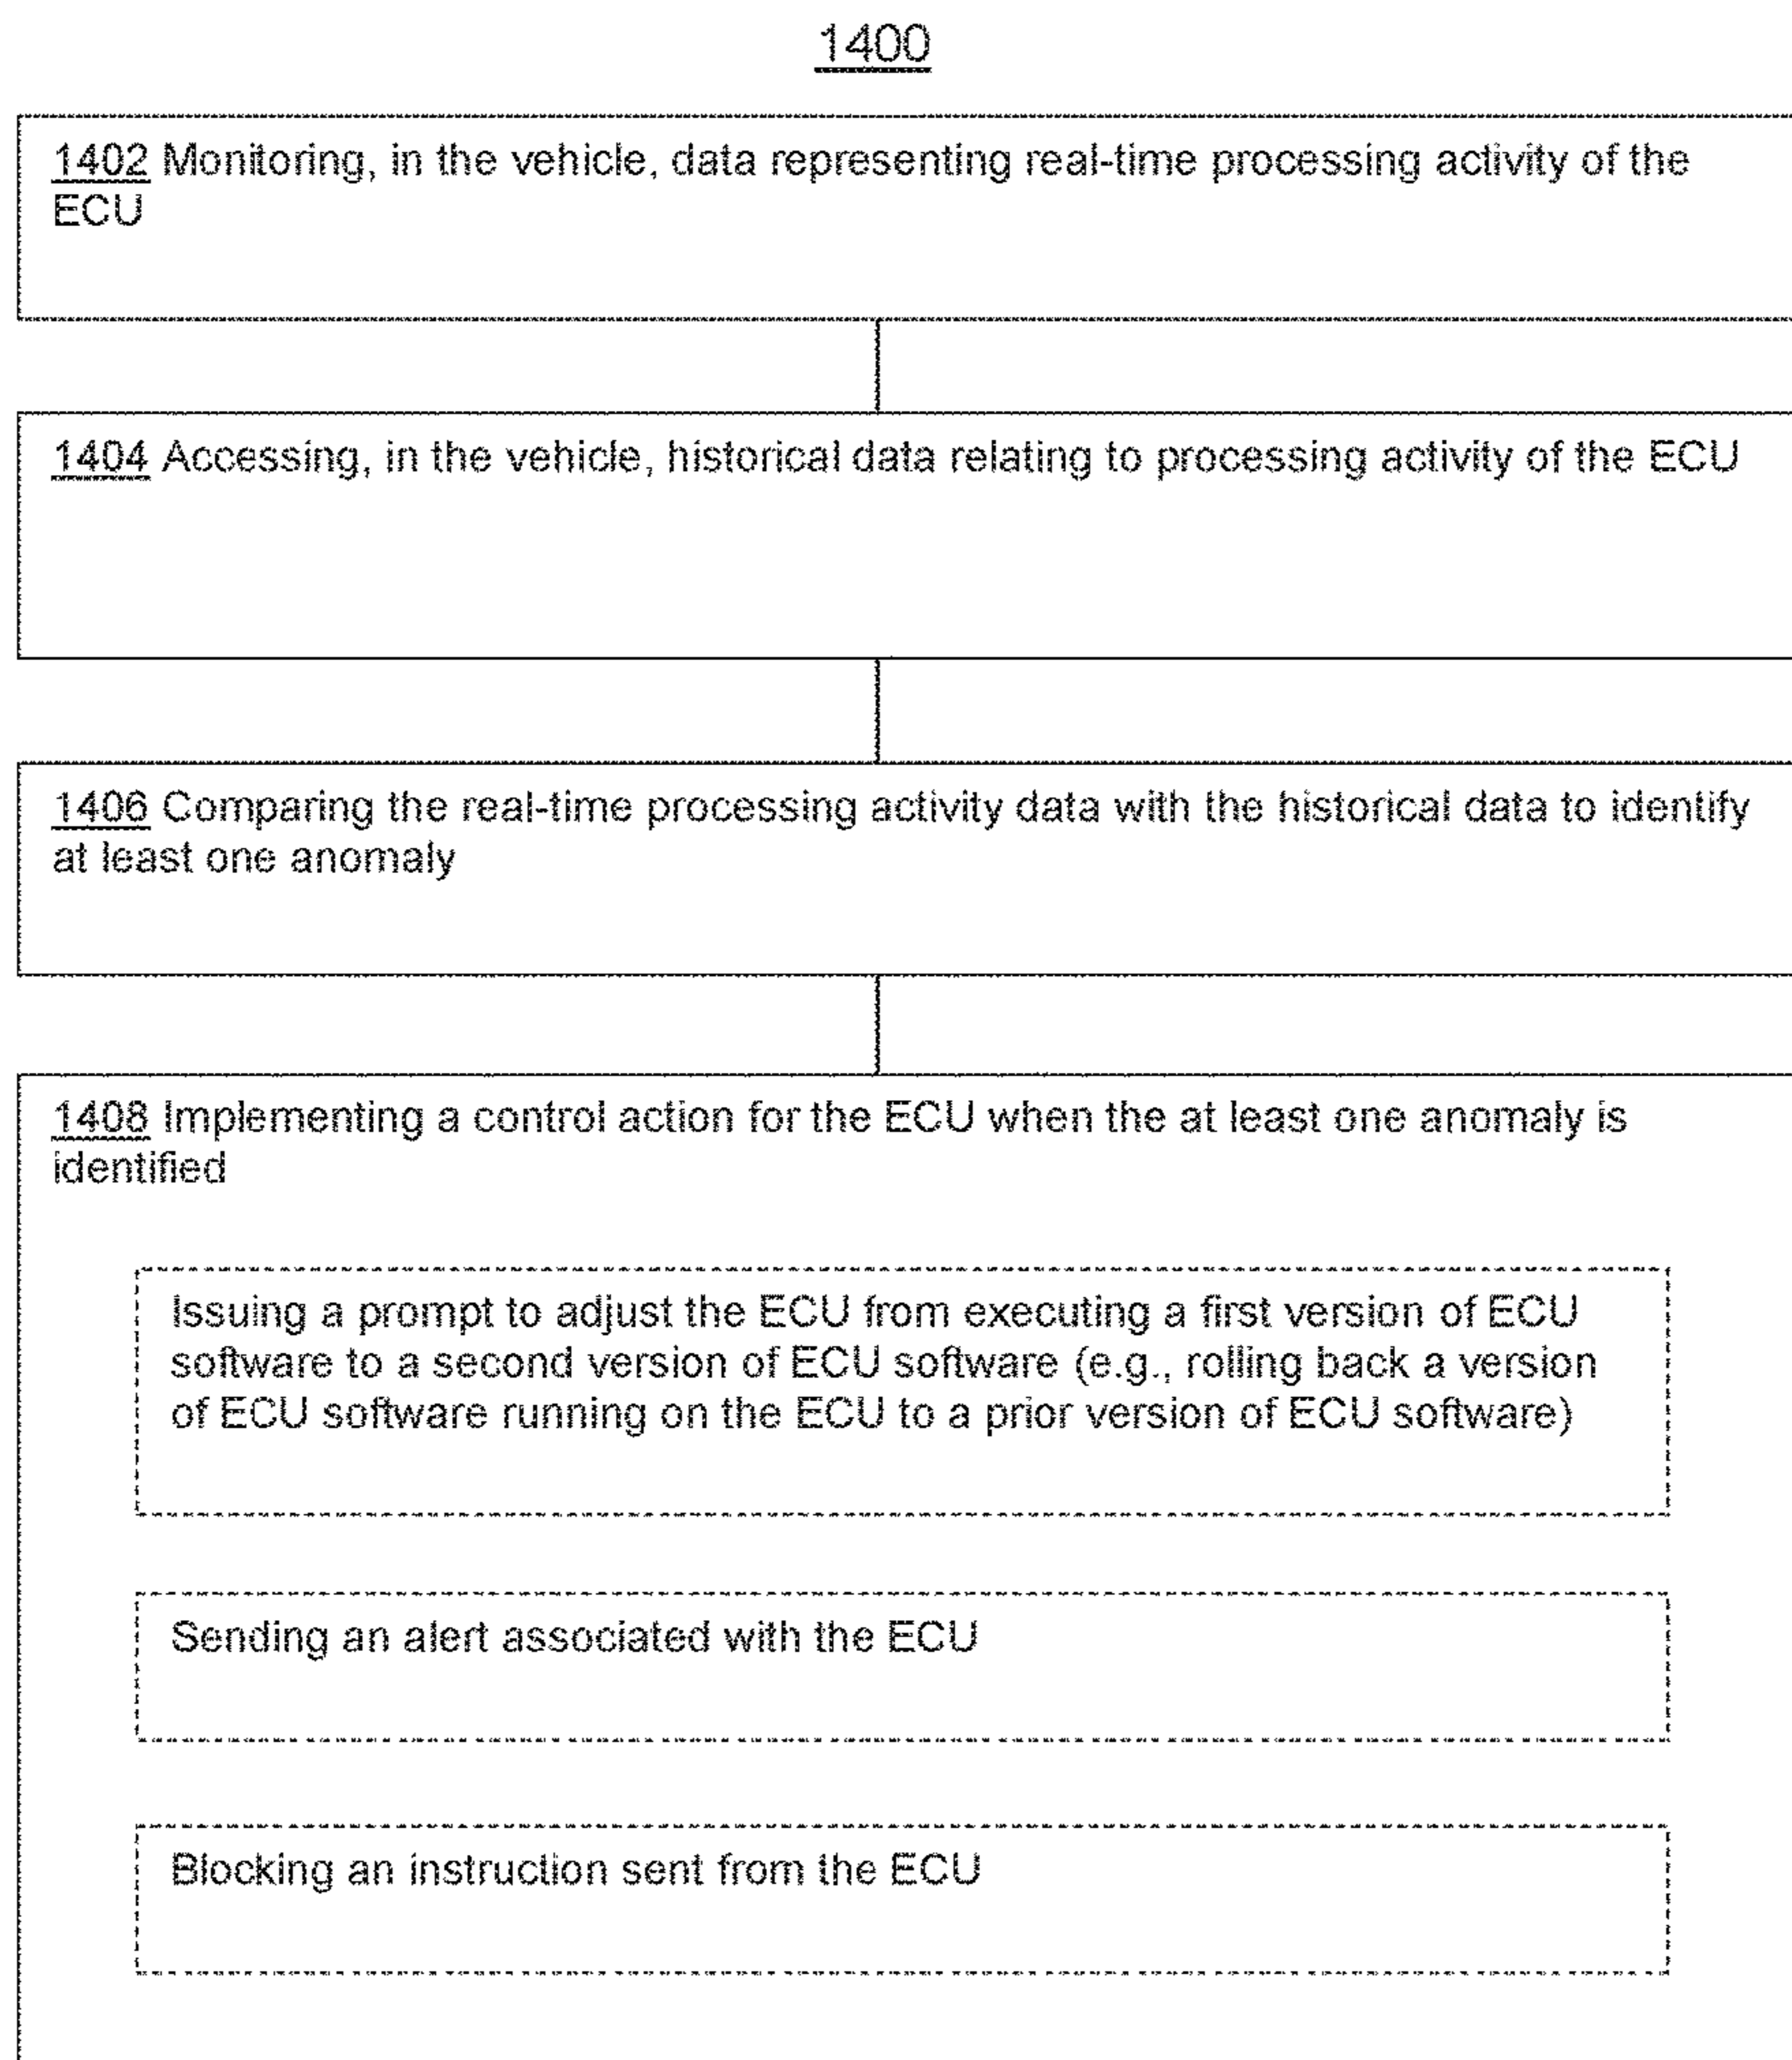 1400
1402 Monitoring, in the vehicle, data representing real-time processing activity of the
ECU
1404 Accessing, in the vehicle, historical data relating to processing activity of the ECU
1406 Comparing the real-time processing activity data with the historical data to identify
at least one anomaly
1408 Implementing a control action for the ECU when the at least one anomaly is
identified
Issuing a prompt to adjust the ECU from executing a first version of ECU
software to a second version of ECU software (e.g., rolling back a version
of ECU software running on the ECU to a prior version of ECU software)
Sending an alert associated with the ECU
Blocking an instruction sent from the ECU